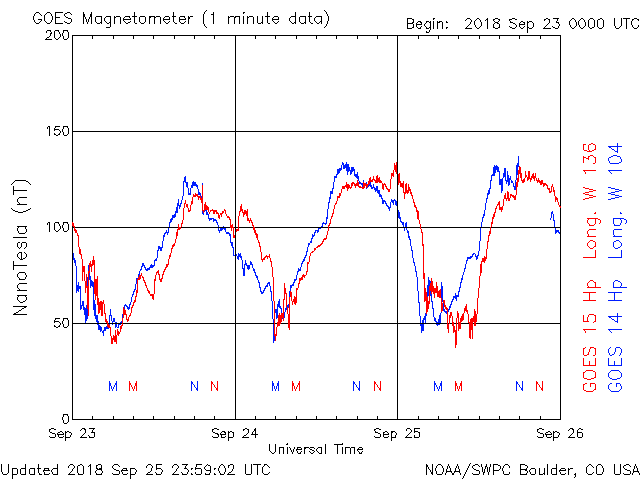 GOES Magnetometer (1 minute data)
Begin: 2018 Sep 23 0000 UTC
200
150
100
50
0
NanoTesla (nT)
M M N N M M N N M M N N
Sep 23 Sep 24 Sep 25 Sep 26
Universal Time
GOES 15 Hp Long. W 136
GOES 14 Hp Long. W 104
Updated 2018 Sep 25 23:59:02 UTC
NOAA/SWPC Boulder, CO USA